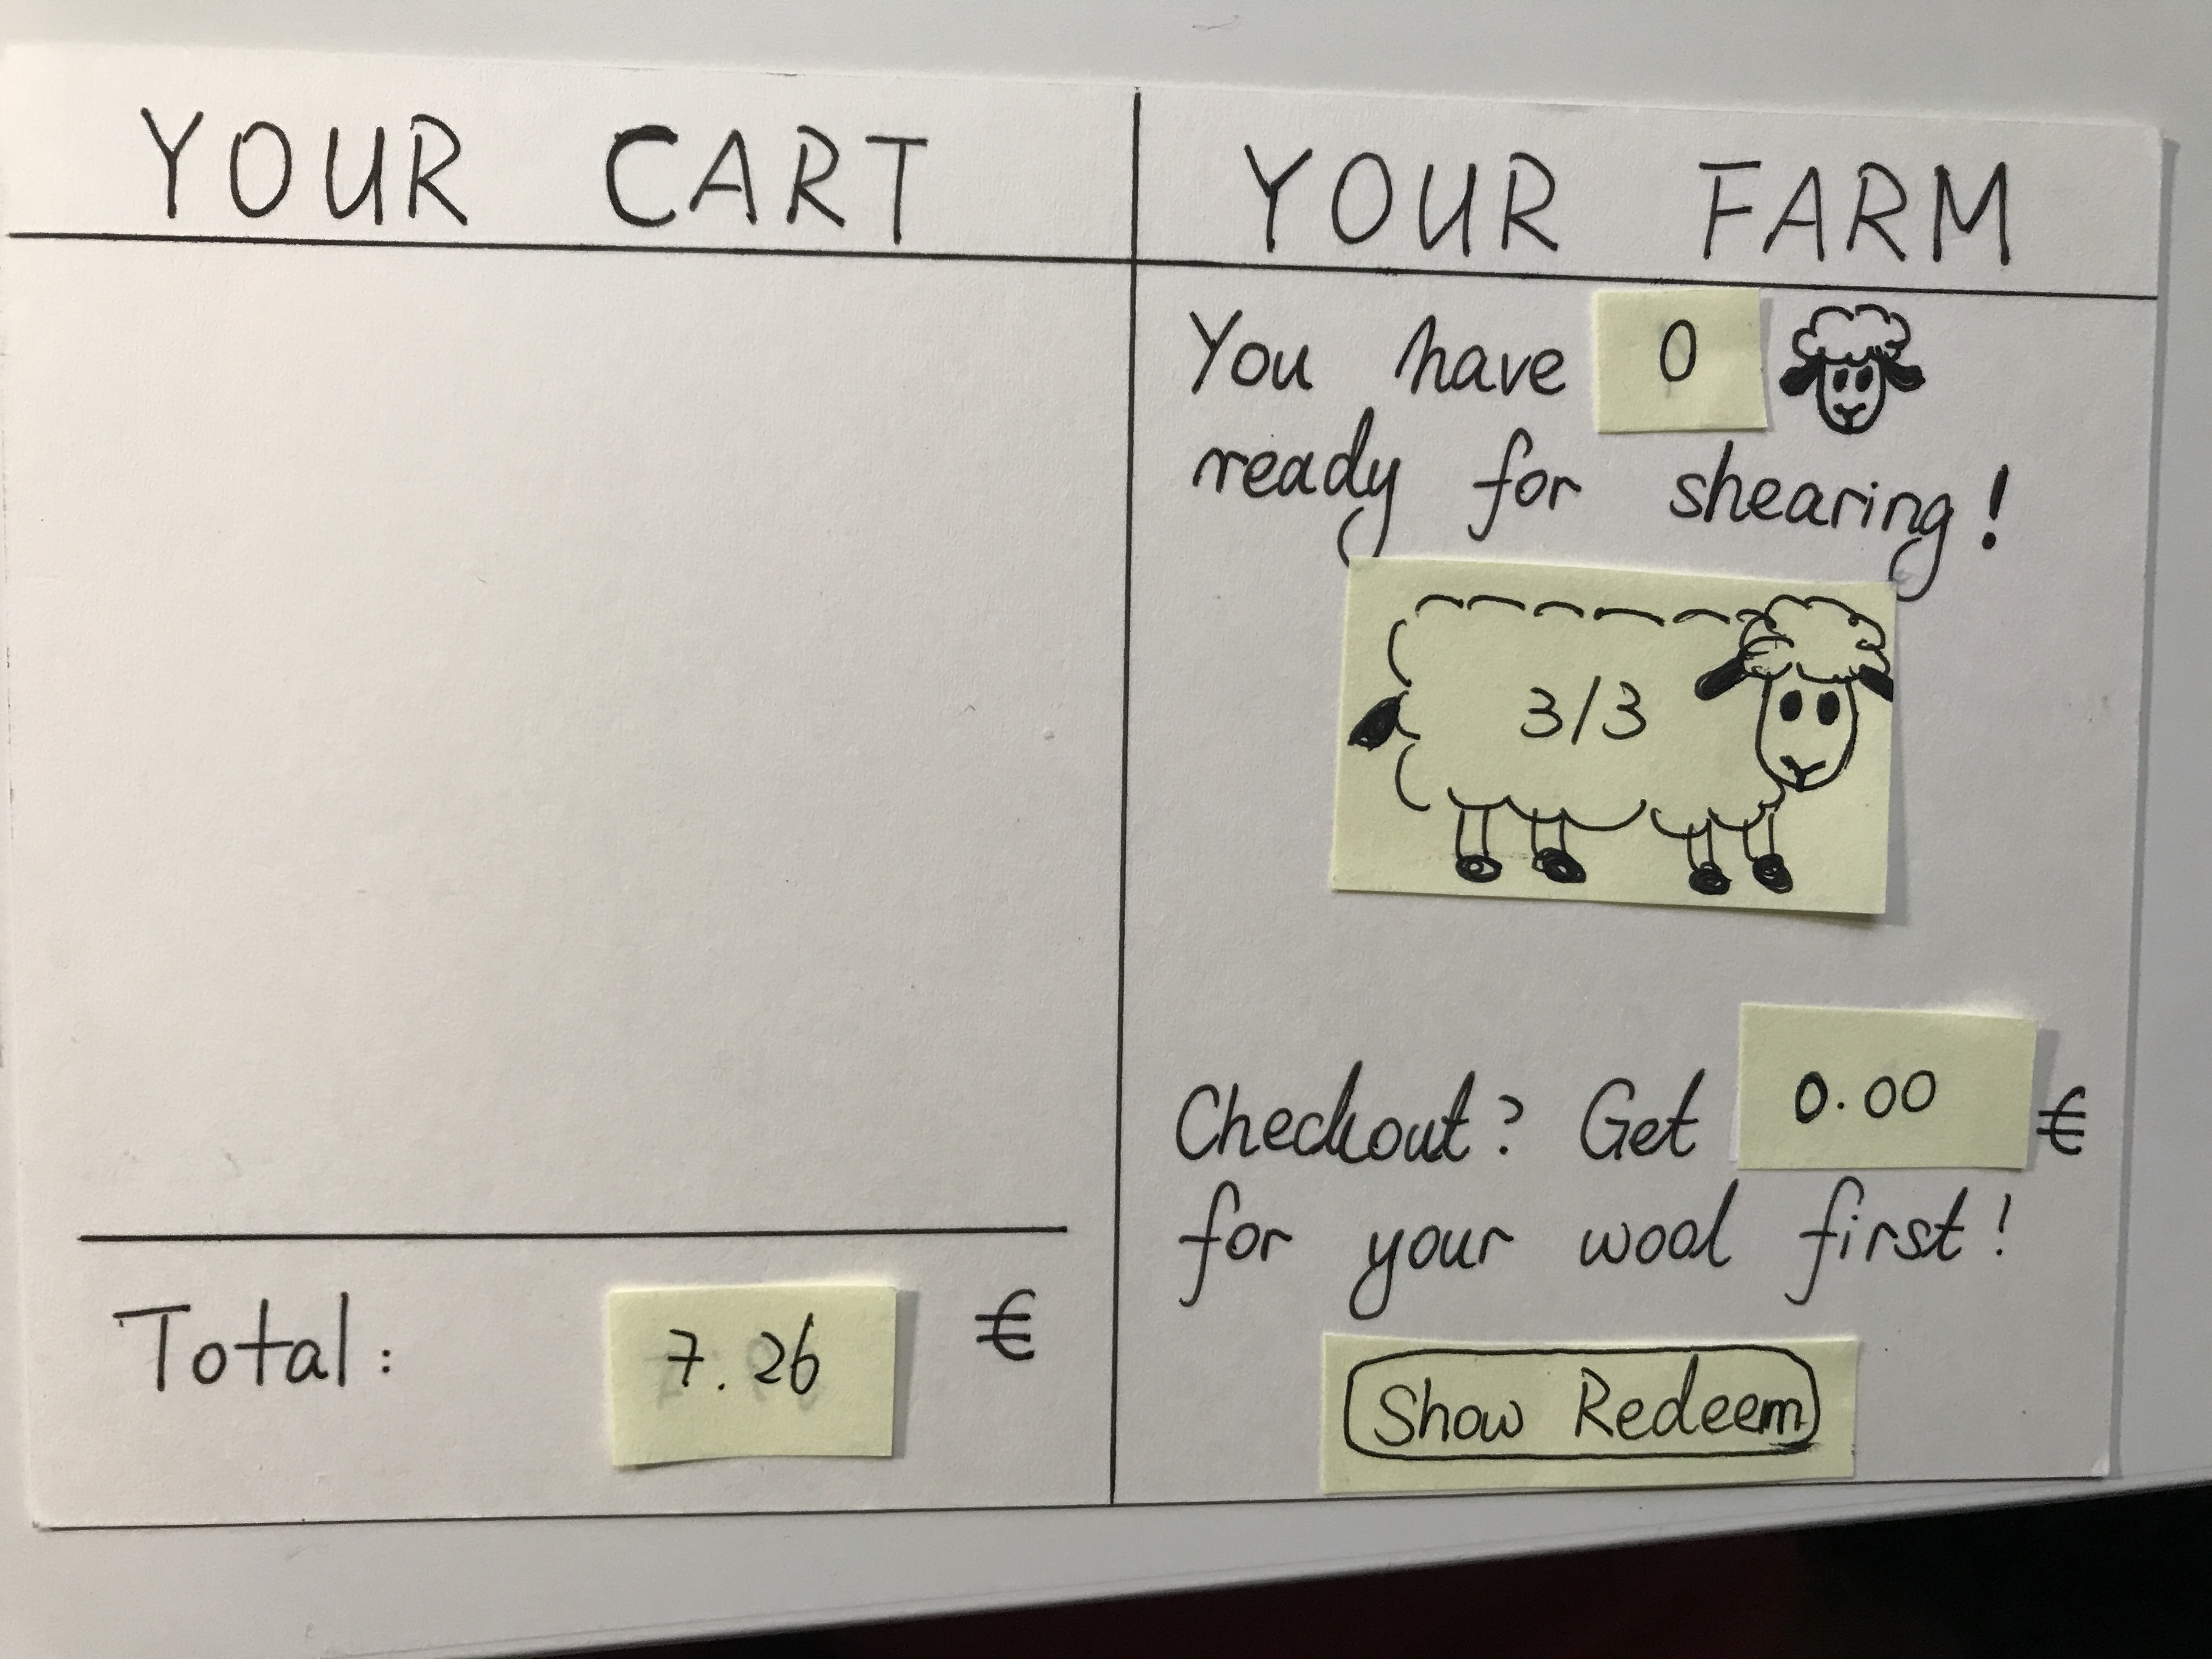 YOUR CART
Total: 7.26 €
YOUR FARM
You have 0
ready for shearing!
3/3
Checkout? Get 0.00 €
for your wool first!
Show Redeem